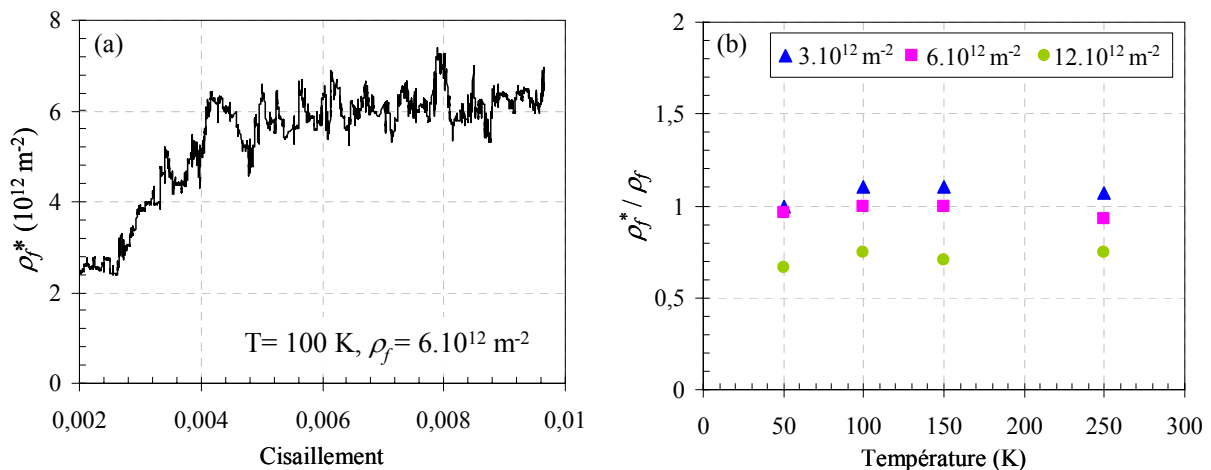 (a)
8
6
4
2
0
ρf* (10¹² m⁻²)
T= 100 K, ρf= 6.10¹² m⁻²
0,002
0,004
0,006
0,008
0,01
Cisaillement
(b)
▲ 3.10¹² m⁻² ■ 6.10¹² m⁻² ● 12.10¹² m⁻²
2
1,5
1
0,5
0
ρf* / ρf
0
50
100
150
200
250
300
Température (K)